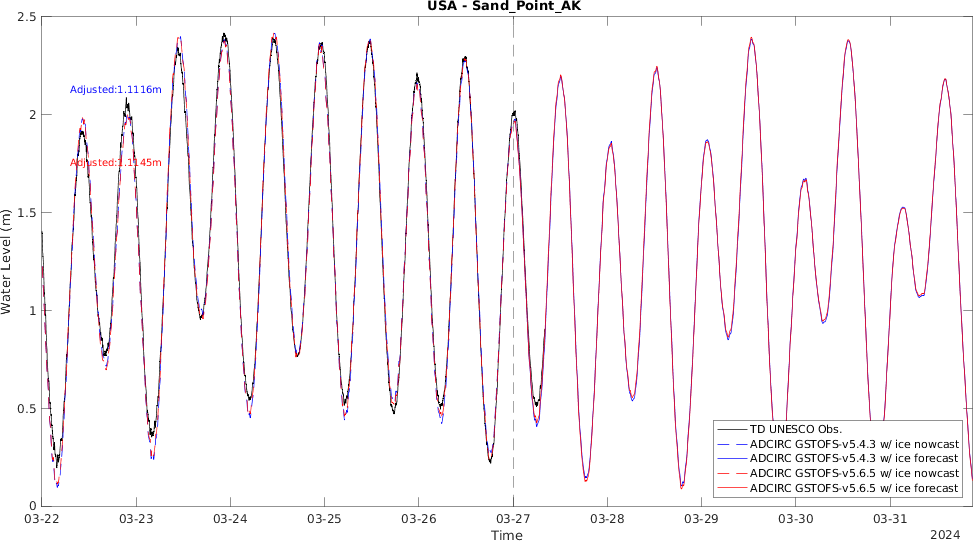 USA - Sand_Point_AK
2.5
2
1.5
1
0.5
0
Water Level (m)
Adjusted:1.1116m
Adjusted:1.1145m
TD UNESCO Obs.
ADCIRC GSTOFS-v5.4.3 w/ ice nowcast
ADCIRC GSTOFS-v5.4.3 w/ ice forecast
ADCIRC GSTOFS-v5.6.5 w/ ice nowcast
ADCIRC GSTOFS-v5.6.5 w/ ice forecast
03-22 03-23 03-24 03-25 03-26 03-27 03-28 03-29 03-30 03-31
Time
2024